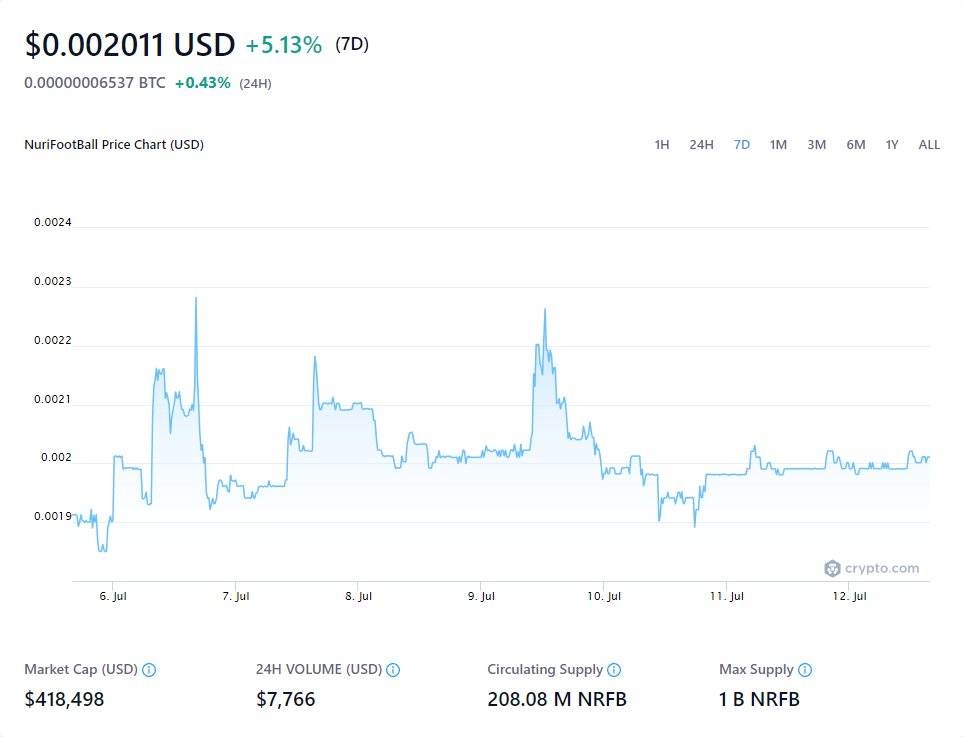 $0.002011 USD +5.13% (7D)
0.00000006537 BTC +0.43% (24H)
NuriFootBall Price Chart (USD) 1H 24H 7D 1M 3M 6M 1Y ALL
0.0024
0.0023
0.0022
0.0021
0.002
0.0019
crypto.com
6. Jul 7. Jul 8. Jul 9. Jul 10. Jul 11. Jul 12. Jul
Market Cap (USD) 24H VOLUME (USD) Circulating Supply Max Supply
$418,498 $7,766 208.08 M NRFB 1 B NRFB